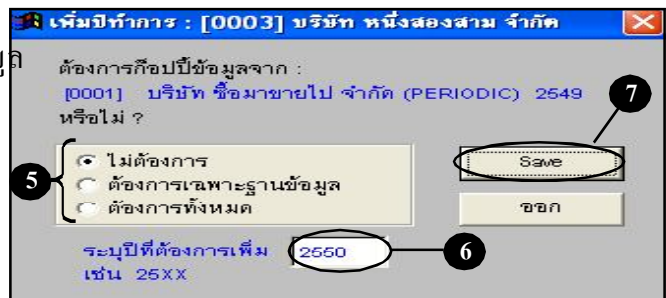 เพิ่มปีทำการ : [0003] บริษัท หนึ่งสองสาม จำกัด
มูล
ต้องการก๊อปปี้ข้อมูลจาก :
[0001] บริษัท ซื้อมาขายไป จำกัด (PERIODIC) 2549
หรือไม่ ?
7
5
ไม่ต้องการ
ต้องการเฉพาะฐานข้อมูล
ต้องการทั้งหมด
Save
ออก
ระบุปีที่ต้องการเพิ่ม 2550
6
เช่น 25XX